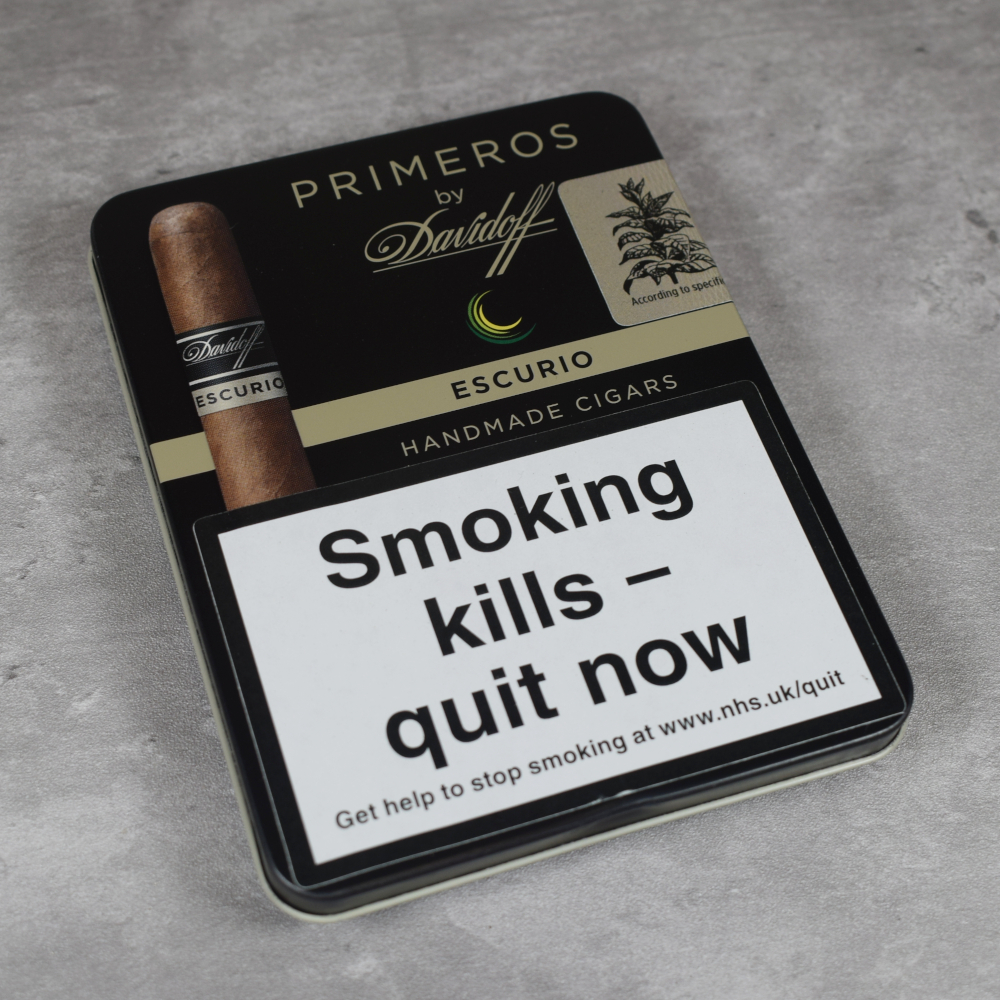 PRIMEROS
by
Davidoff
According to
ESCURIO
HANDMADE CIGARS
Davidoff
ESCURIO
Smoking
kills –
quit now
Get help to stop smoking at www.nhs.uk/quit